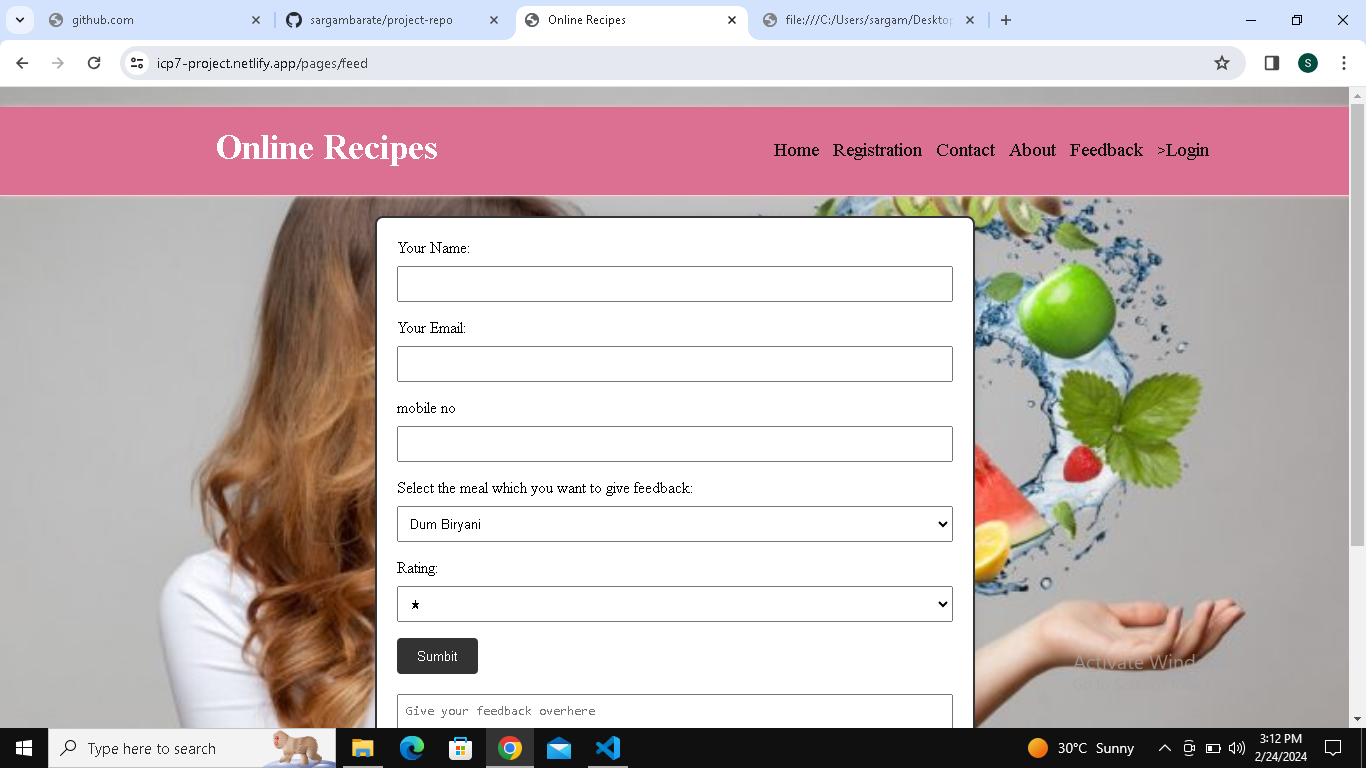 github.com
sargambarate/project-repo
Online Recipes
file:///C:/Users/sargam/Desktop
icp7-project.netlify.app/pages/feed
S
Online Recipes
Home Registration Contact About Feedback >Login
Your Name:
Your Email:
mobile no
Select the meal which you want to give feedback:
Dum Biryani
Rating:
★
Sumbit
Activate Wind
Give your feedback overhere
Type here to search
30°C Sunny
3:12 PM
2/24/2024